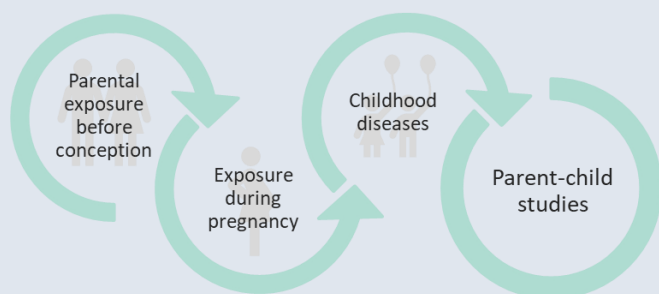 Parental
exposure
before
conception
Exposure
during
pregnancy
Childhood
diseases
Parent-child
studies